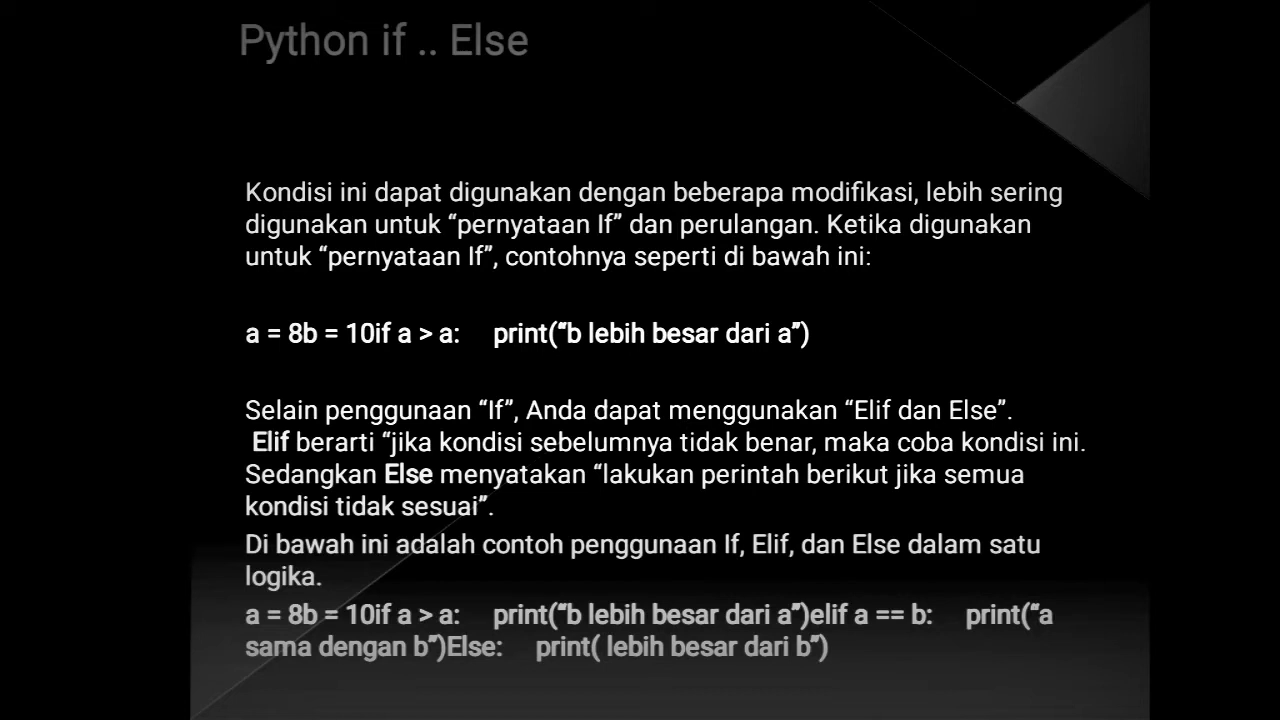 Python if .. Else
Kondisi ini dapat digunakan dengan beberapa modifikasi, lebih sering
digunakan untuk “pernyataan If” dan perulangan. Ketika digunakan
untuk “pernyataan If”, contohnya seperti di bawah ini:
a = 8b = 10if a > a: print(“b lebih besar dari a”)
Selain penggunaan “If”, Anda dapat menggunakan “Elif dan Else”.
Elif berarti “jika kondisi sebelumnya tidak benar, maka coba kondisi ini.
Sedangkan Else menyatakan “lakukan perintah berikut jika semua
kondisi tidak sesuai”.
Di bawah ini adalah contoh penggunaan If, Elif, dan Else dalam satu
logika.
a = 8b = 10if a > a: print(“b lebih besar dari a”)elif a == b: print(“a
sama dengan b”)Else: print( lebih besar dari b”)